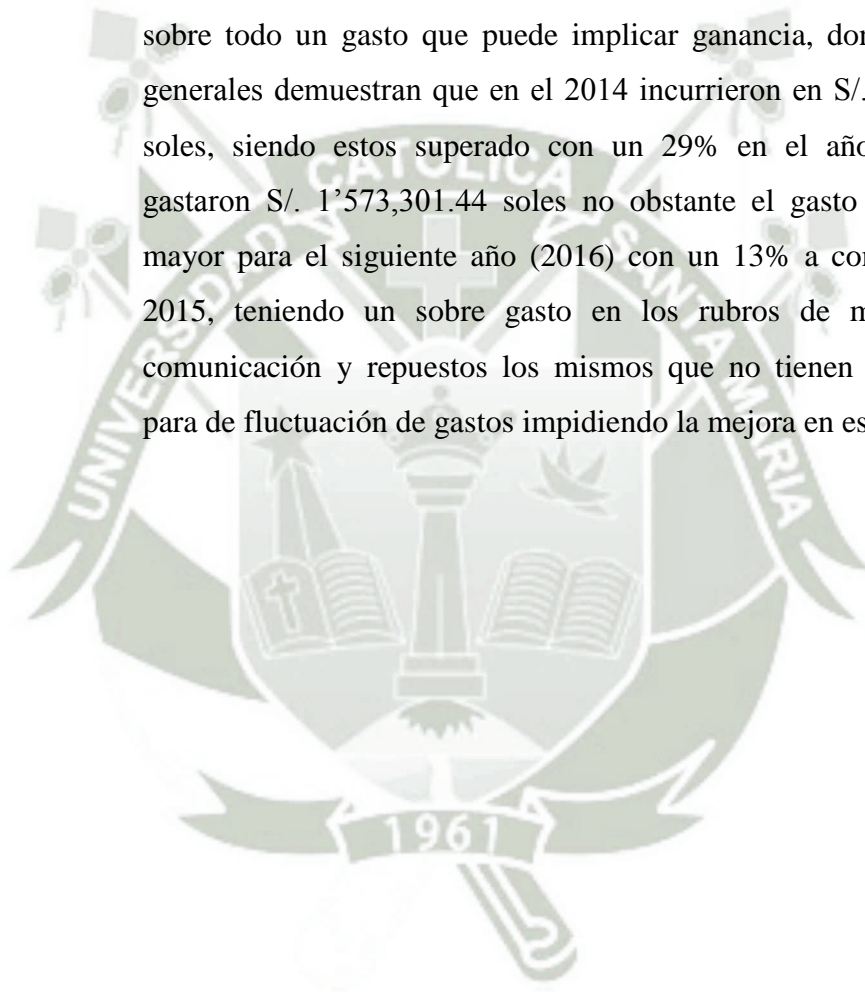 sobre todo un gasto que puede implicar ganancia,
generales demuestran que en el 2014 incurrieron en S/.
soles, siendo estos superado con un 29% en el año
gastaron S/. 1’573,301.44 soles no obstante el gasto
mayor para el siguiente año (2016) con un 13% a
2015, teniendo un sobre gasto en los rubros de
comunicación y repuestos los mismos que no tienen
para de fluctuación de gastos impidiendo la mejora en
UNIVERSIDAD CATOLICA SANTA MARIA
1961